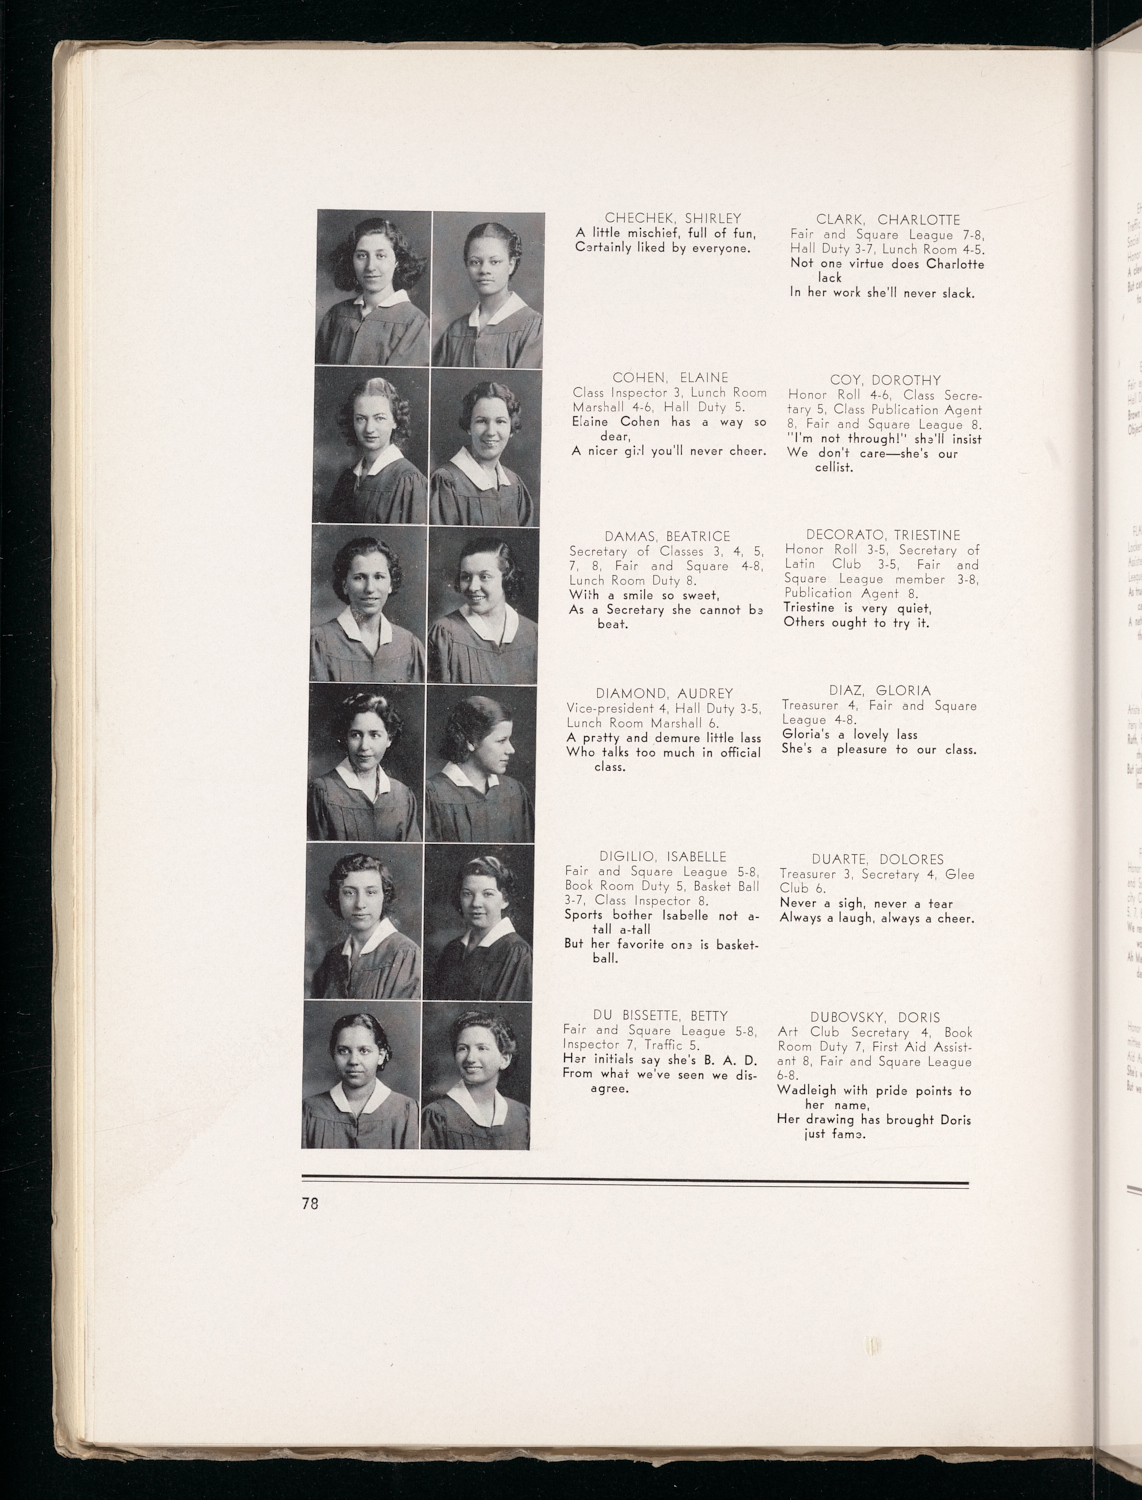 CHECHEK, SHIRLEY
A little mischief, full of fun,
Certainly liked by everyone.
CLARK, CHARLOTTE
Fair and Square League 7-8,
Hall Duty 3-7, Lunch Room 4-5.
Not one virtue does Charlotte
lack
In her work she'll never slack.
COHEN, ELAINE
Class Inspector 3, Lunch Room
Marshall 4-6, Hall Duty 5.
Elaine Cohen has a way so
dear,
A nicer girl you'll never cheer.
COY, DOROTHY
Honor Roll 4-6, Class Secre-
tary 5, Class Publication Agent
8, Fair and Square League 8.
"I'm not through!" she'll insist
We don't care—she's our
cellist.
DAMAS, BEATRICE
Secretary of Classes 3, 4, 5,
7, 8, Fair and Square 4-8,
Lunch Room Duty 8.
With a smile so sweet,
As a Secretary she cannot be
beat.
DECORATO, TRIESTINE
Honor Roll 3-5, Secretary of
Latin Club 3-5, Fair and
Square League member 3-8,
Publication Agent 8.
Triestine is very quiet,
Others ought to try it.
DIAMOND, AUDREY
Vice-president 4, Hall Duty 3-5,
Lunch Room Marshall 6.
A pretty and demure little lass
Who talks too much in official
class.
DIAZ, GLORIA
Treasurer 4, Fair and Square
League 4-8.
Gloria's a lovely lass
She's a pleasure to our class.
DIGILIO, ISABELLE
Fair and Square League 5-8,
Book Room Duty 5, Basket Ball
3-7, Class Inspector 8.
Sports bother Isabelle not a-
tall a-tall
But her favorite one is basket-
ball.
DUARTE, DOLORES
Treasurer 3, Secretary 4, Glee
Club 6.
Never a sigh, never a tear
Always a laugh, always a cheer.
DU BISSETTE, BETTY
Fair and Square League 5-8,
Inspector 7, Traffic 5.
Her initials say she's B. A. D.
From what we've seen we dis-
agree.
DUBOVSKY, DORIS
Art Club Secretary 4, Book
Room Duty 7, First Aid Assist-
ant 8, Fair and Square League
6-8.
Wadleigh with pride points to
her name,
Her drawing has brought Doris
just fame.
78